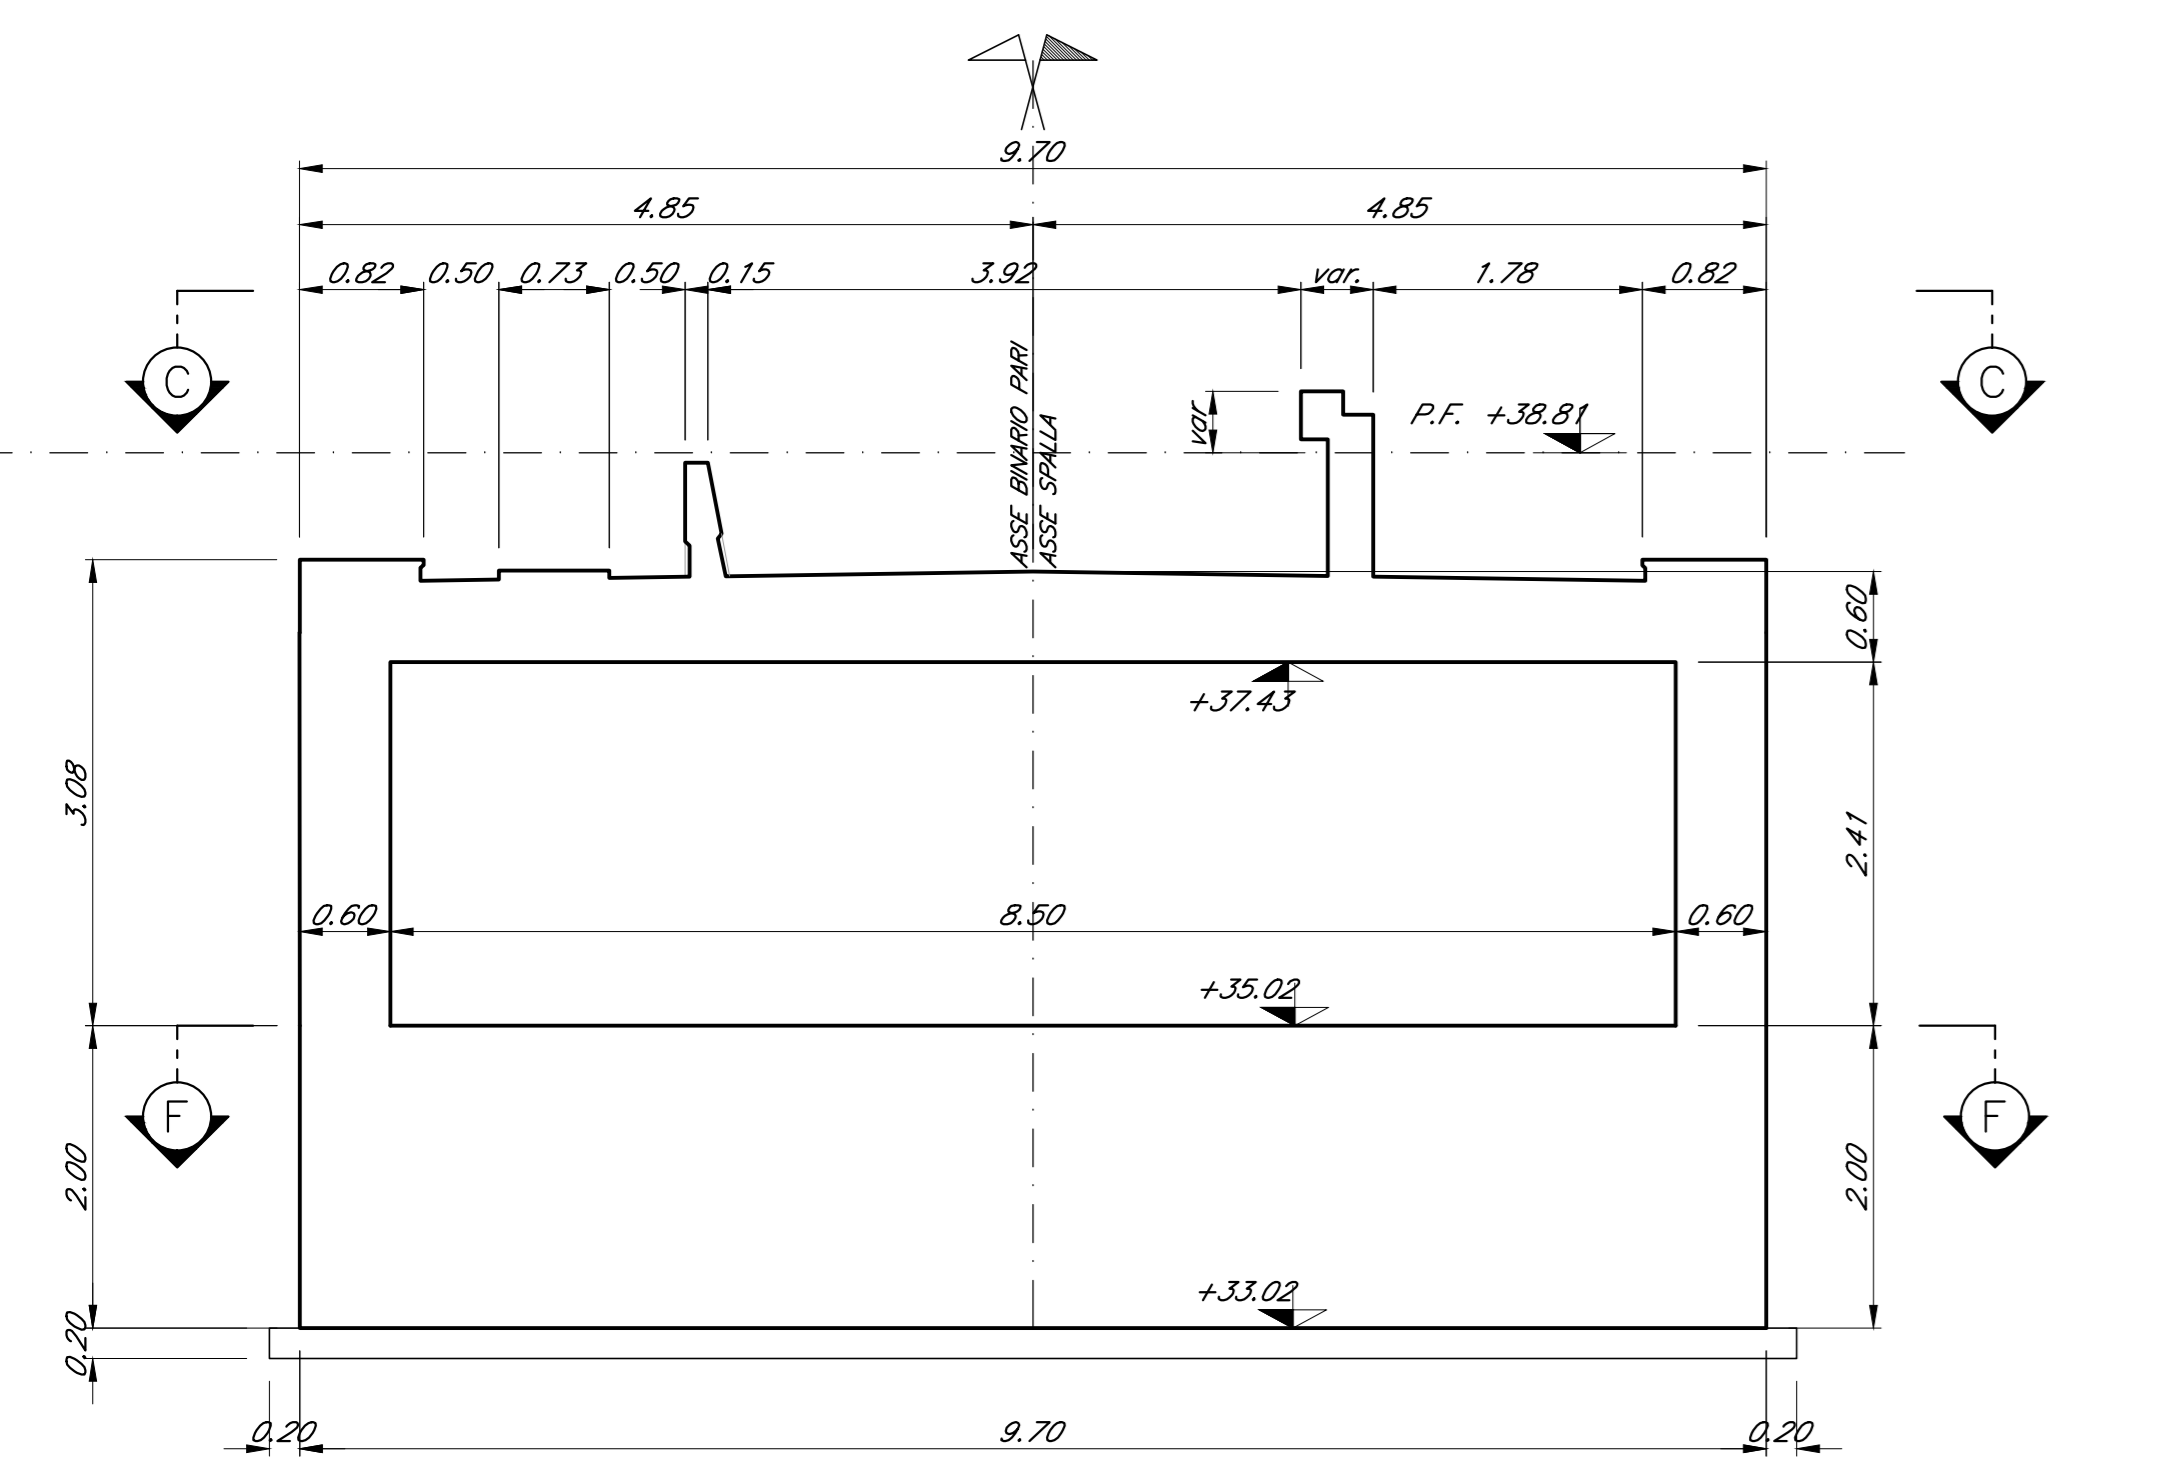 9.70
4.85 4.85
0.82 0.50 0.73 0.50 0.15 3.92 var. 1.78 0.82
C C
ASSE BINARIO PARI
ASSE SPALLA
var
P.F. +38.81
0.60
+37.43
3.08
2.41
0.60 8.50 0.60
+35.02
F F
2.00 2.00
+33.02
0.20
0.20 9.70 0.20